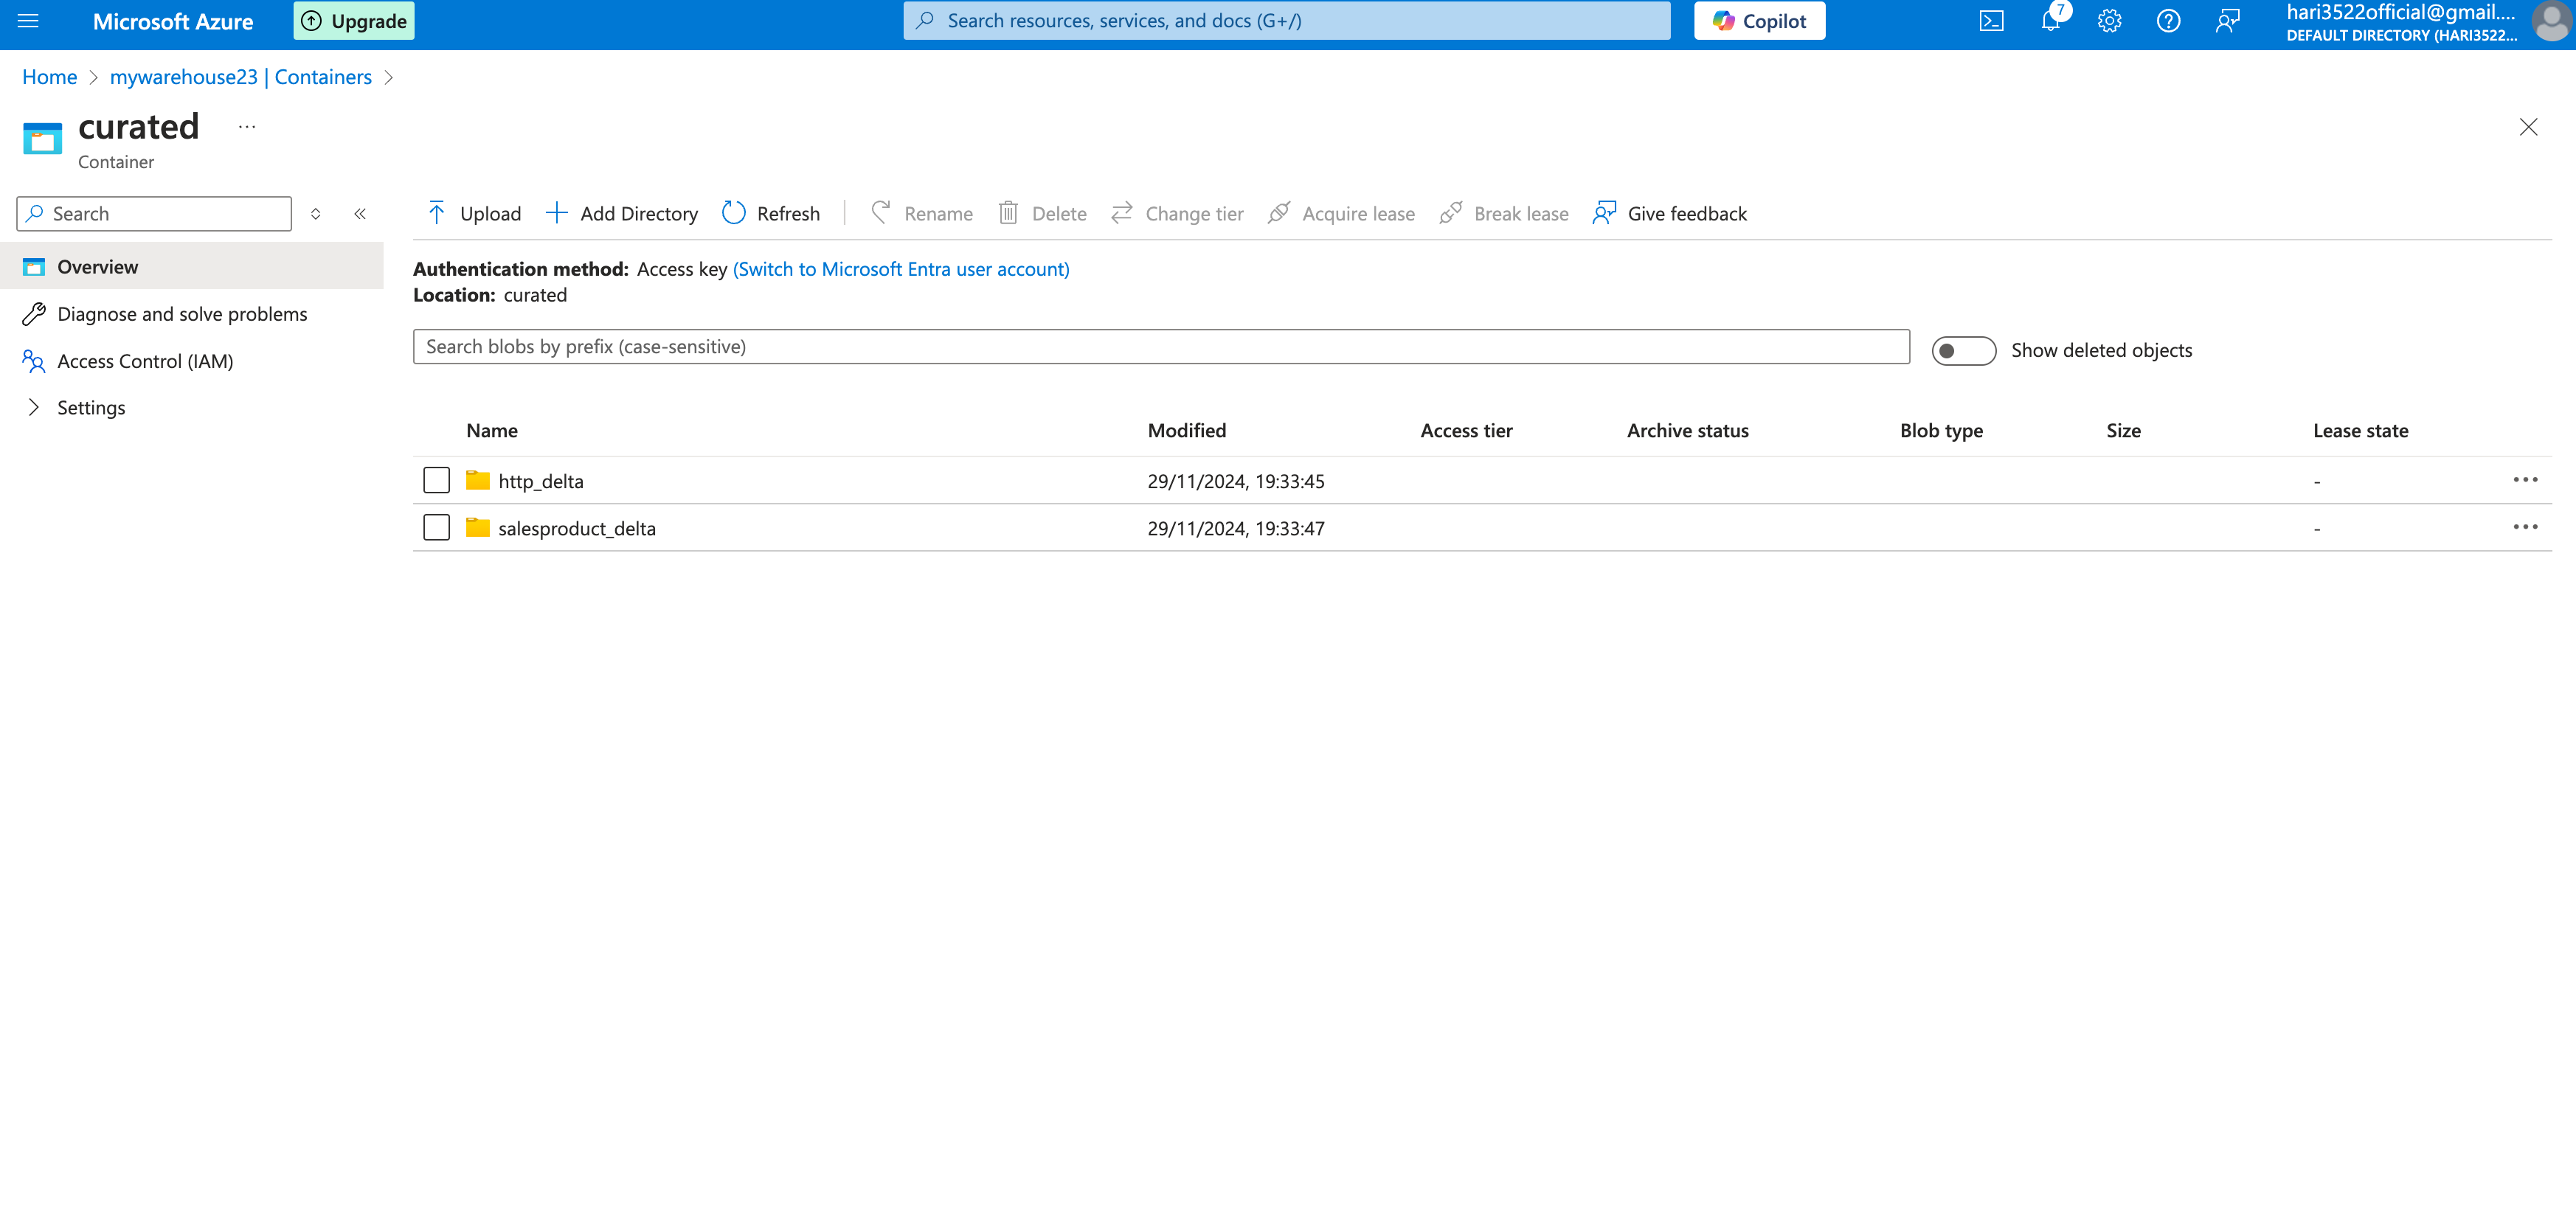 Microsoft Azure
Upgrade
Search resources, services, and docs (G+/)
Copilot
7
hari3522official@gmail....
DEFAULT DIRECTORY (HARI3522...
Home > mywarehouse23 | Containers >
curated ...
Container
Search
Upload Add Directory Refresh Rename Delete Change tier Acquire lease Break lease Give feedback
Overview
Diagnose and solve problems
Access Control (IAM)
Settings
Authentication method: Access key (Switch to Microsoft Entra user account)
Location: curated
Search blobs by prefix (case-sensitive)
Show deleted objects
Name Modified Access tier Archive status Blob type Size Lease state
http_delta 29/11/2024, 19:33:45 - ...
salesproduct_delta 29/11/2024, 19:33:47 - ...